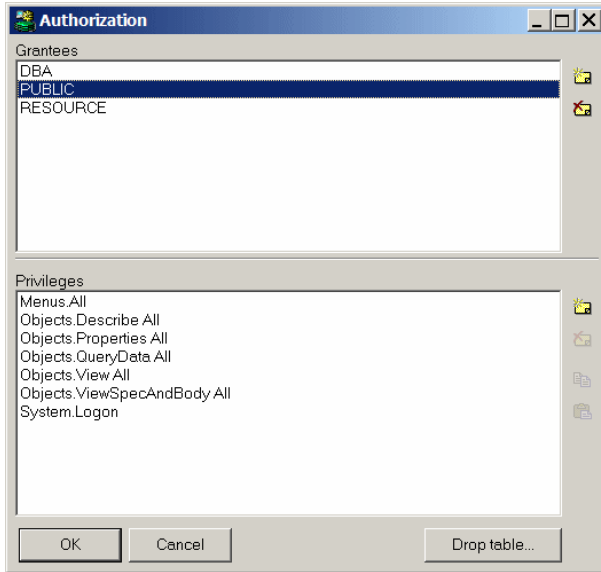 Authorization
Grantees
DBA
PUBLIC
RESOURCE
Privileges
Menus.All
Objects.Describe All
Objects.Properties All
Objects.QueryData All
Objects.View All
Objects.ViewSpecAndBody All
System.Logon
OK Cancel Drop table...